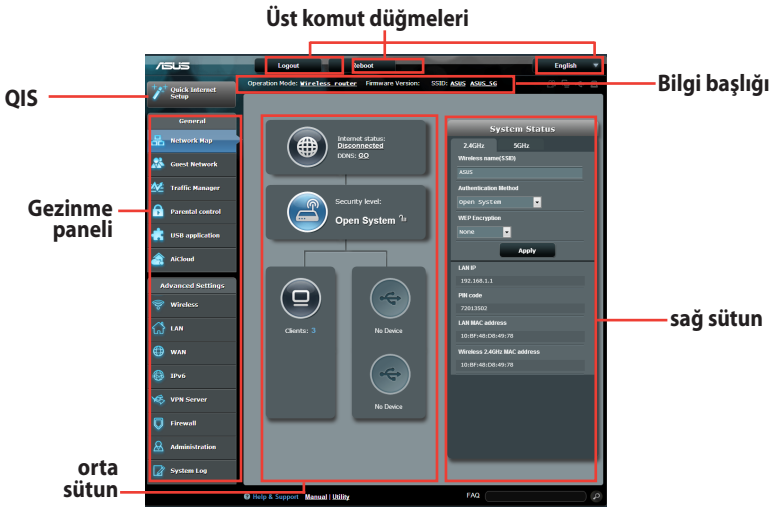 Üst komut düğmeleri
ASUS
Logout
Reboot
English
Operation Mode: Wireless router Firmware Version: SSID: ASUS ASUS_5G
Bilgi başlığı
QIS
Quick Internet
Setup
General
Network Map
Guest Network
Traffic Manager
Parental control
USB application
AiCloud
Gezinme
paneli
Advanced Settings
Wireless
LAN
WAN
IPv6
VPN Server
Firewall
Administration
System Log
Internet status:
Disconnected
DDNS: GO
Security level:
Open System
Clients: 3
No Device
No Device
System Status
2.4GHz 5GHz
Wireless name(SSID)
ASUS
Authentication Method
Open System
WEP Encryption
None
Apply
LAN IP
192.168.1.1
PIN code
72013502
LAN MAC address
10:BF:48:D8:49:78
Wireless 2.4GHz MAC address
10:BF:48:D8:49:78
sağ sütun
orta
sütun
Help & Support Manual | Utility
FAQ